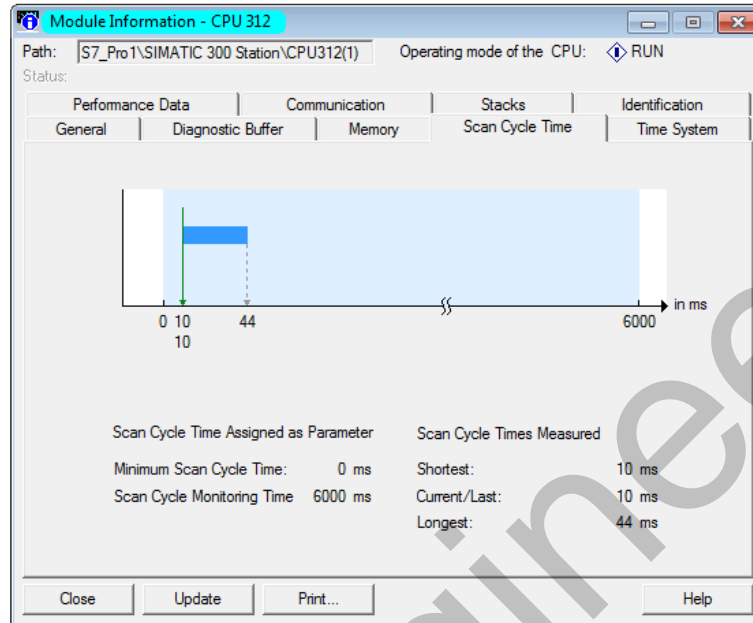 Module Information - CPU 312
Path: S7_Pro1\SIMATIC 300 Station\CPU312(1) Operating mode of the CPU: RUN
Status:
Performance Data Communication Stacks Identification
General Diagnostic Buffer Memory Scan Cycle Time Time System
in ms
0 10 44 6000
10
Scan Cycle Time Assigned as Parameter Scan Cycle Times Measured
Minimum Scan Cycle Time: 0 ms Shortest: 10 ms
Scan Cycle Monitoring Time 6000 ms Current/Last: 10 ms
Longest: 44 ms
Close Update Print... Help